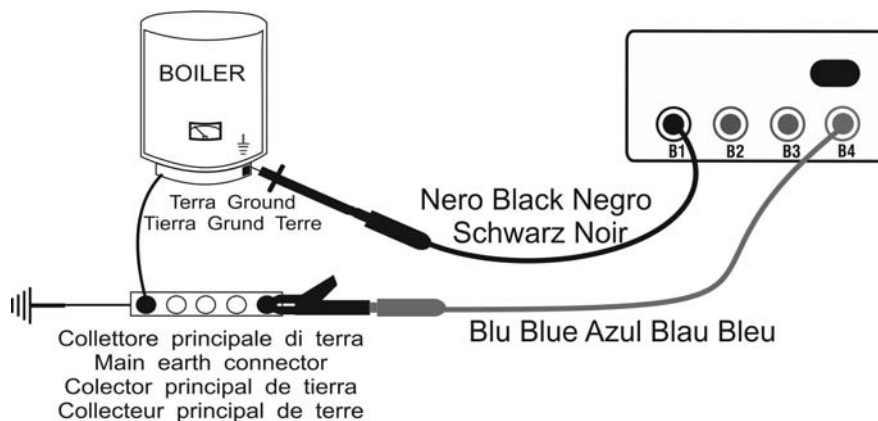 BOILER
B1 B2 B3 B4
Terra Ground
Tierra Grund Terre
Nero Black Negro
Schwarz Noir
Blu Blue Azul Blau Bleu
Collettore principale di terra
Main earth connector
Colector principal de tierra
Collecteur principal de terre